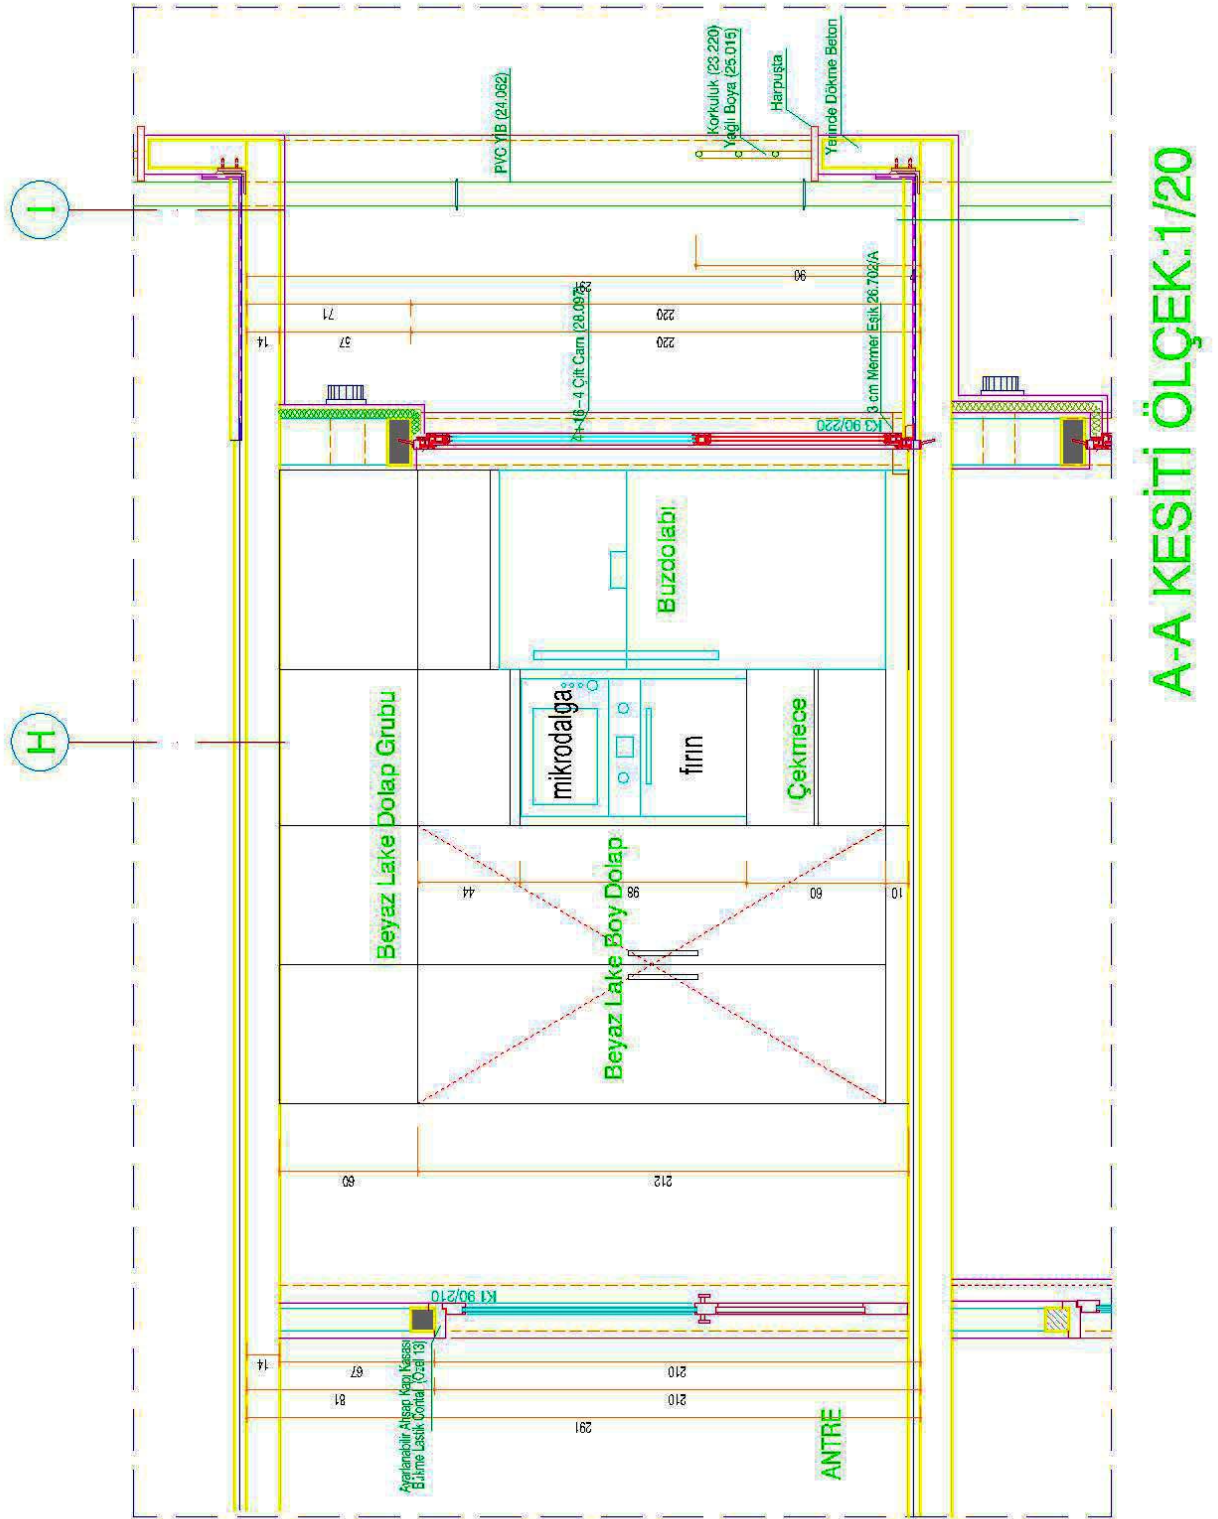 I
H
PVC YİB (24.062)
Korkuluk (23.220)
Yağlı Boya (25.015)
Harpuşta
Yerinde Dökme Beton
90
291
71
220
14
57
220
4+16-4 Çift Cam (28.097)
3 cm Mermer Eşik 26.702/A
K3 90/220
Buzdolabı
Beyaz Lake Dolap Grubu
mikrodalga
fırın
Çekmece
Beyaz Lake Boy Dolap
44
98
60
10
60
212
K1 90/210
Ayarlanabilir Ahşap Kapı Kasası
Bükme Lastik Contalı (Özel 13)
14
67
210
81
210
291
ANTRE
A-A KESİTİ ÖLÇEK:1/20